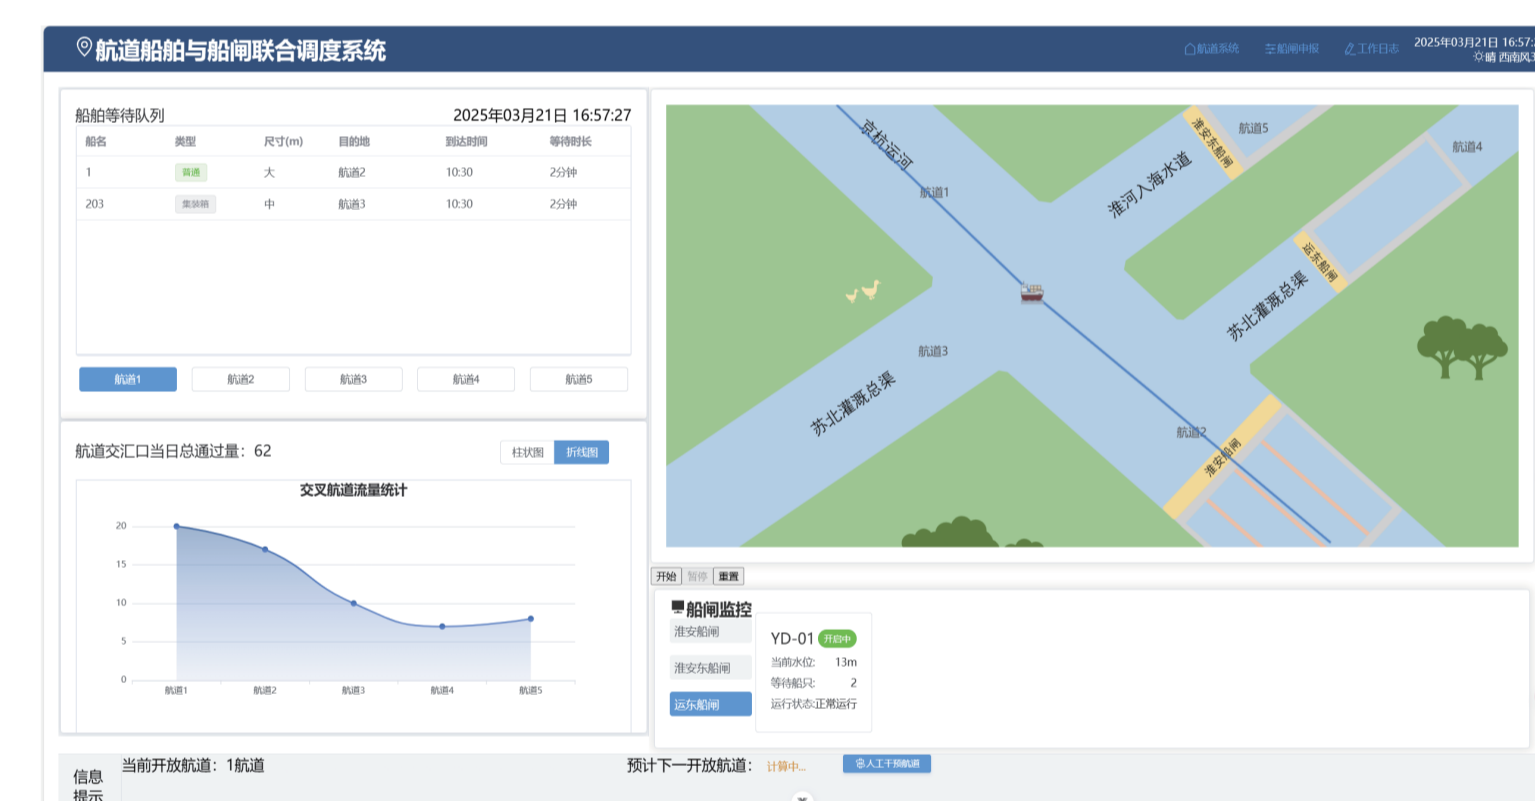 航道船舶与船闸联合调度系统
航道系统
船闸申报
工作日志
2025年03月21日 16:57:
晴 西南风3
船舶等待队列
2025年03月21日 16:57:27
船名 类型 尺寸(m) 目的地 到达时间 等待时长
1 普通 大 航道2 10:30 2分钟
203 集装箱 中 航道3 10:30 2分钟
航道1 航道2 航道3 航道4 航道5
航道交汇口当日总通过量：62
柱状图 折线图
交叉航道流量统计
20
15
10
5
0
航道1 航道2 航道3 航道4 航道5
京杭运河
航道1
淮河入海水道
淮安东船闸
航道5
航道4
运东船闸
苏北灌溉总渠
航道3
苏北灌溉总渠
航道2
淮安船闸
开始 暂停 重置
船闸监控
淮安船闸
淮安东船闸
运东船闸
YD-01 开启中
当前水位: 13m
等待船只: 2
运行状态:正常运行
信息
提示
当前开放航道：1航道
预计下一开放航道：
计算中...
人工干预航道